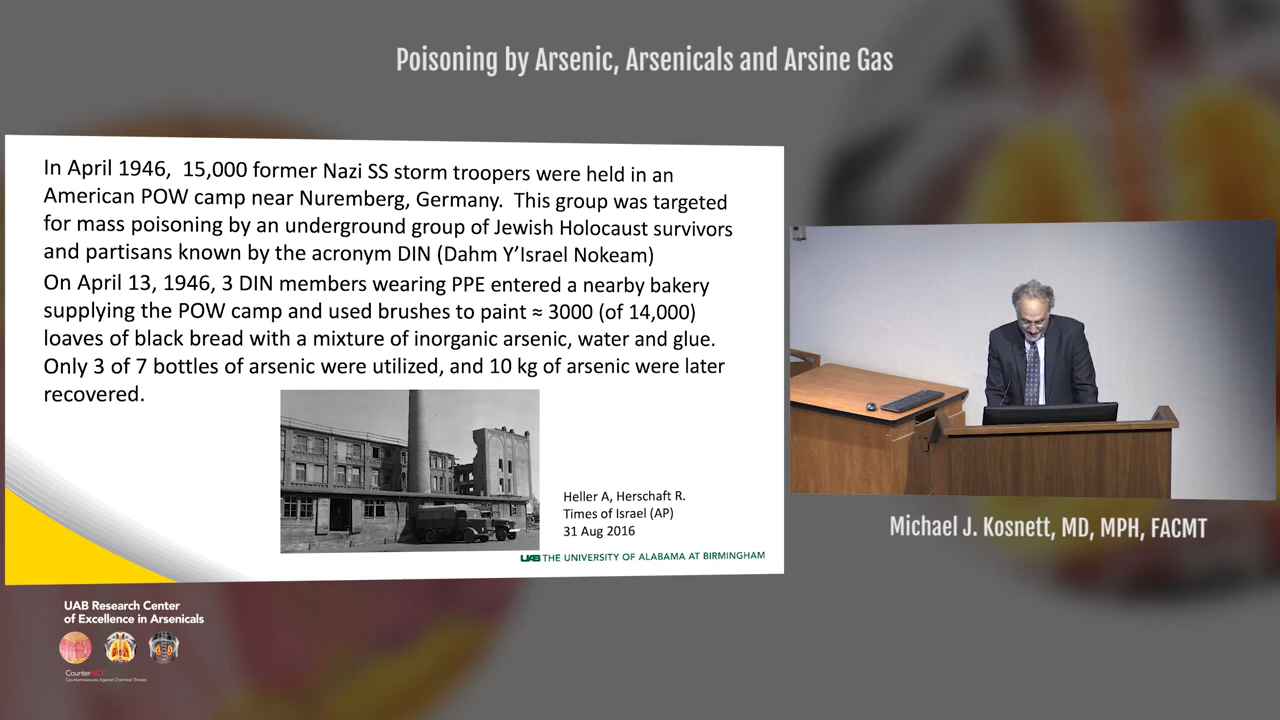 Poisoning by Arsenic, Arsenicals and Arsine Gas
In April 1946,  15,000 former Nazi SS storm troopers were held in an
American POW camp near Nuremberg, Germany.  This group was targeted
for mass poisoning by an underground group of Jewish Holocaust survivors
and partisans known by the acronym DIN (Dahm Y'Israel Nokeam)
On April 13, 1946, 3 DIN members wearing PPE entered a nearby bakery
supplying the POW camp and used brushes to paint ≈ 3000 (of 14,000)
loaves of black bread with a mixture of inorganic arsenic, water and glue.
Only 3 of 7 bottles of arsenic were utilized, and 10 kg of arsenic were later
recovered.
Heller A, Herschaft R.
Times of Israel (AP)
31 Aug 2016
UAB THE UNIVERSITY OF ALABAMA AT BIRMINGHAM
Michael J. Kosnett, MD, MPH, FACMT
UAB Research Center
of Excellence in Arsenicals
Countermeasures Against Chemical Threats